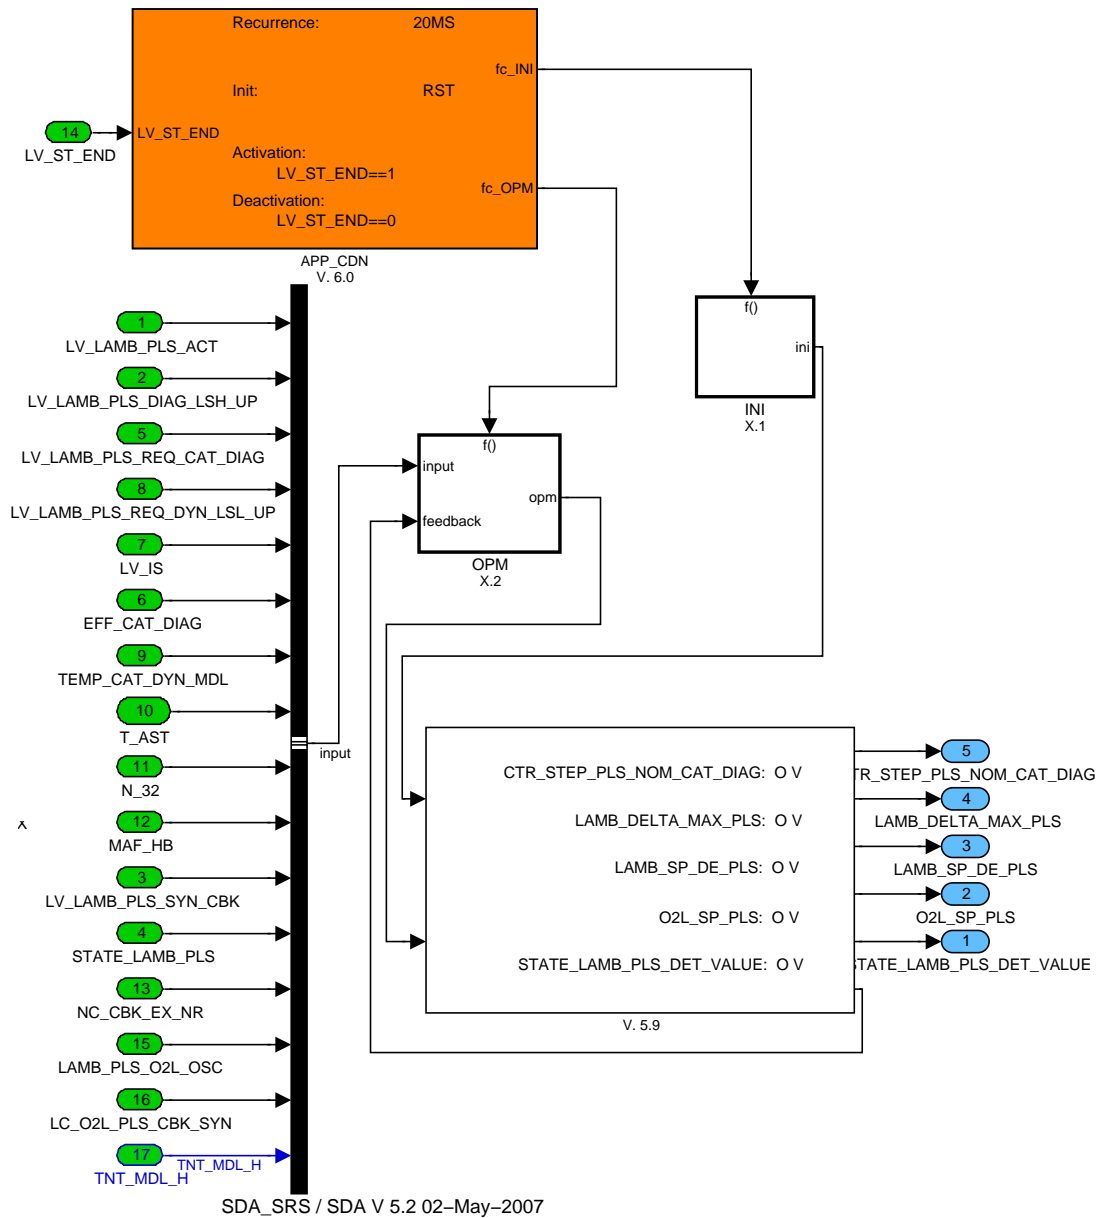 Recurrence: 20MS
fc_INI
Init: RST
14
LV_ST_END
LV_ST_END
Activation:
LV_ST_END==1
fc_OPM
Deactivation:
LV_ST_END==0
APP_CDN
V. 6.0
f()
ini
INI
X.1
1
LV_LAMB_PLS_ACT
2
LV_LAMB_PLS_DIAG_LSH_UP
5
LV_LAMB_PLS_REQ_CAT_DIAG
8
LV_LAMB_PLS_REQ_DYN_LSL_UP
7
LV_IS
6
EFF_CAT_DIAG
9
TEMP_CAT_DYN_MDL
10
T_AST
11
N_32
12
MAF_HB
3
LV_LAMB_PLS_SYN_CBK
4
STATE_LAMB_PLS
13
NC_CBK_EX_NR
15
LAMB_PLS_O2L_OSC
16
LC_O2L_PLS_CBK_SYN
17
TNT_MDL_H
TNT_MDL_H
input
f()
input
opm
feedback
OPM
X.2
CTR_STEP_PLS_NOM_CAT_DIAG: O V
LAMB_DELTA_MAX_PLS: O V
LAMB_SP_DE_PLS: O V
O2L_SP_PLS: O V
STATE_LAMB_PLS_DET_VALUE: O V
V. 5.9
5
TR_STEP_PLS_NOM_CAT_DIAG
4
LAMB_DELTA_MAX_PLS
3
LAMB_SP_DE_PLS
2
O2L_SP_PLS
1
STATE_LAMB_PLS_DET_VALUE
SDA_SRS / SDA V 5.2 02–May–2007